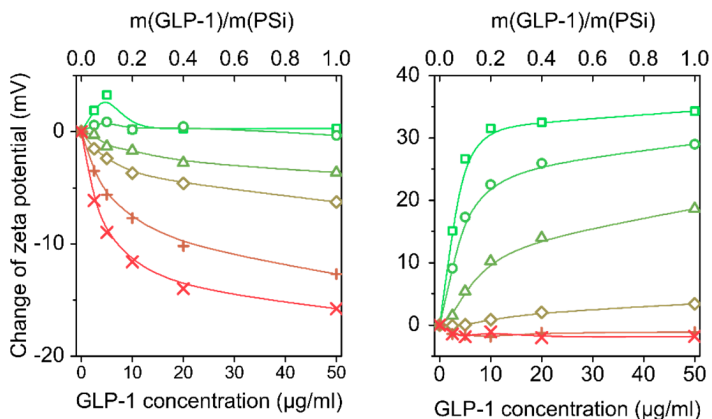 m(GLP-1)/m(PSi)
0.0 0.2 0.4 0.6 0.8 1.0
0
-10
-20
Change of zeta potential (mV)
0 10 20 30 40 50
GLP-1 concentration (μg/ml)
m(GLP-1)/m(PSi)
0.0 0.2 0.4 0.6 0.8 1.0
40
30
20
10
0
0 10 20 30 40 50
GLP-1 concentration (μg/ml)